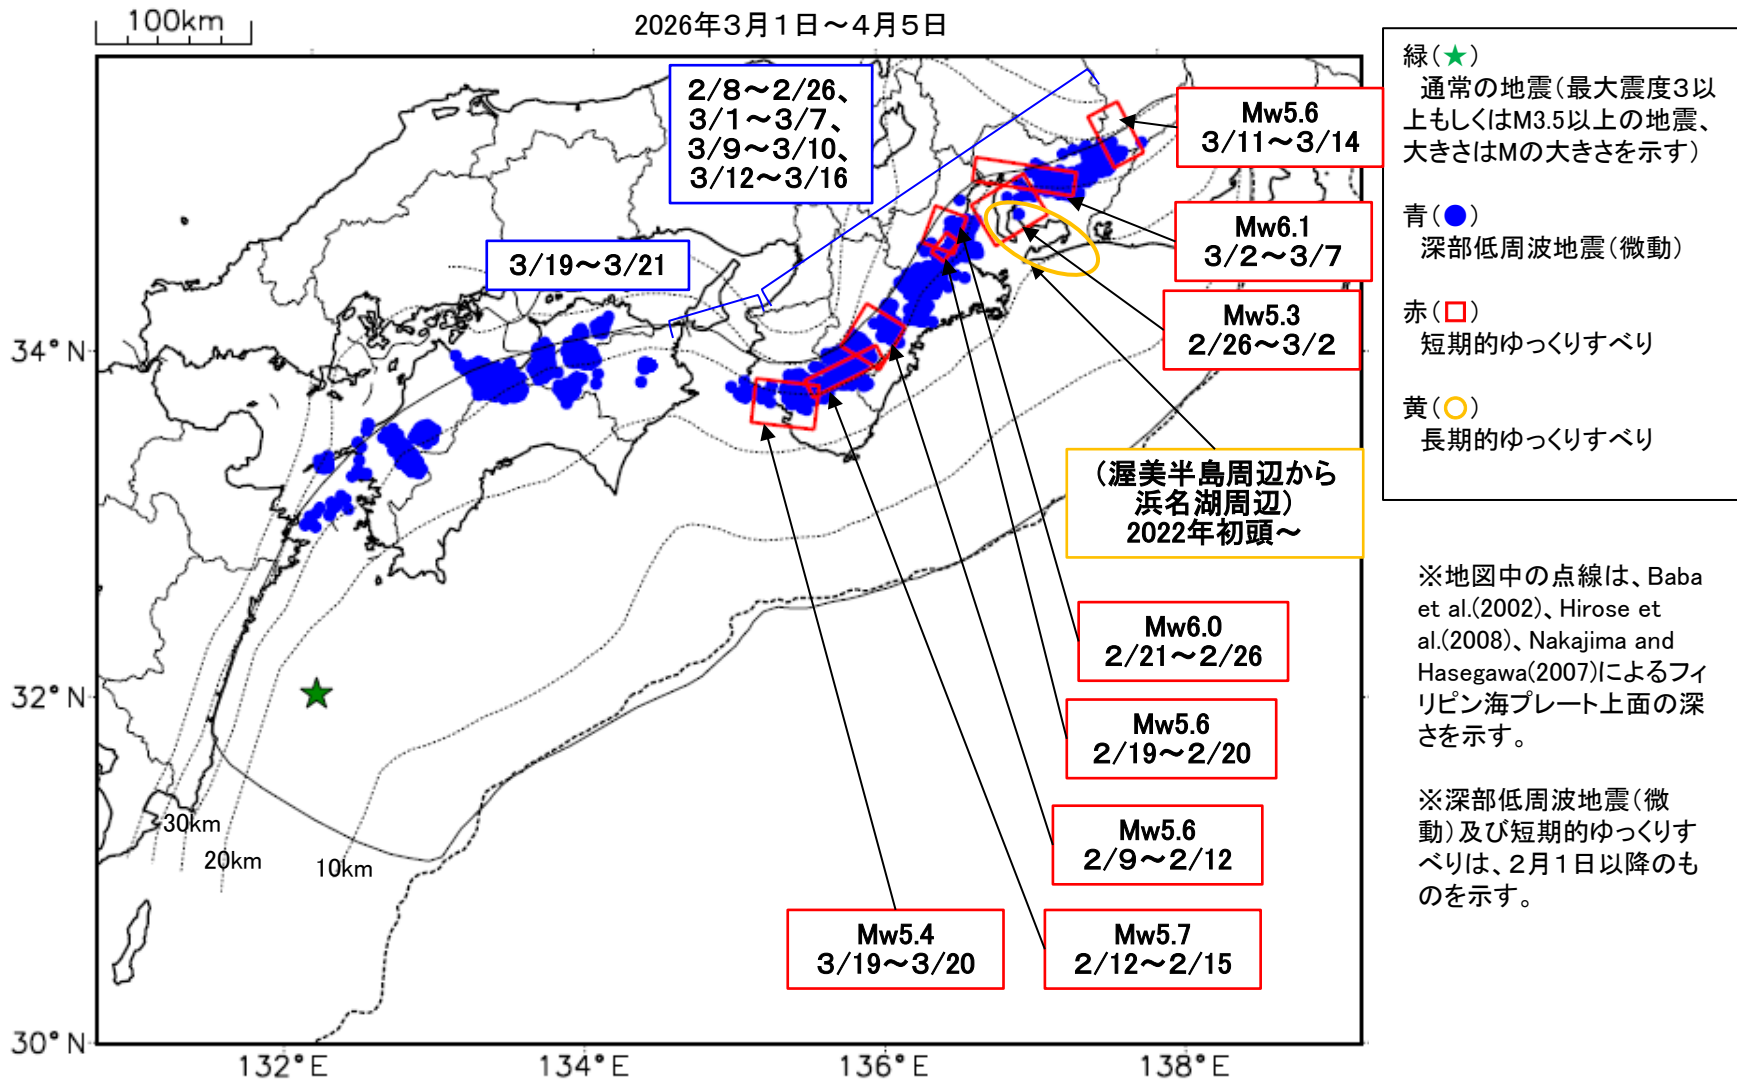 100km
2026年３月１日～４月５日
２/８～２/26、
３/１～３/７、
３/９～３/10、
３/12～３/16
３/19～３/21
Mw5.6
３/11～３/14
Mw6.1
３/２～３/７
Mw5.3
２/26～３/２
（渥美半島周辺から
浜名湖周辺）
2022年初頭～
Mw6.0
２/21～２/26
Mw5.6
２/19～２/20
Mw5.6
２/９～２/12
Mw5.4
３/19～３/20
Mw5.7
２/12～２/15
34°N
32°N
30°N
132°E
134°E
136°E
138°E
30km
20km
10km
緑（★）
通常の地震（最大震度３以
上もしくはM3.5以上の地震、
大きさはMの大きさを示す）
青（●）
深部低周波地震（微動）
赤（□）
短期的ゆっくりすべり
黄（○）
長期的ゆっくりすべり
※地図中の点線は、Baba
et al.(2002)、Hirose et
al.(2008)、Nakajima and
Hasegawa(2007)によるフィ
リピン海プレート上面の深
さを示す。
※深部低周波地震（微
動）及び短期的ゆっくりす
べりは、２月１日以降のも
のを示す。